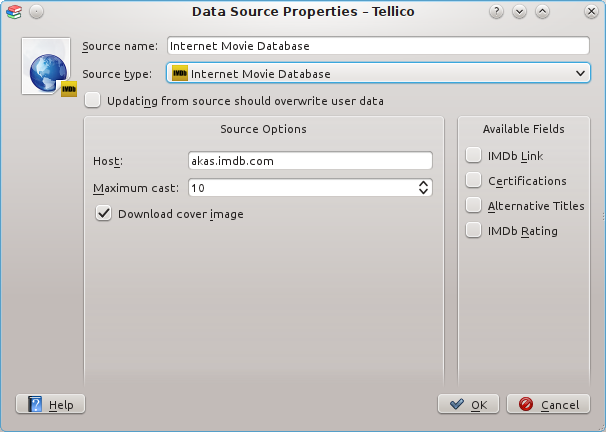 Data Source Properties – Tellico
Source name: Internet Movie Database
IMDb
Source type: IMDb Internet Movie Database
Updating from source should overwrite user data
Source Options
Host: akas.imdb.com
Maximum cast: 10
Download cover image
Available Fields
IMDb Link
Certifications
Alternative Titles
IMDb Rating
Help
OK
Cancel